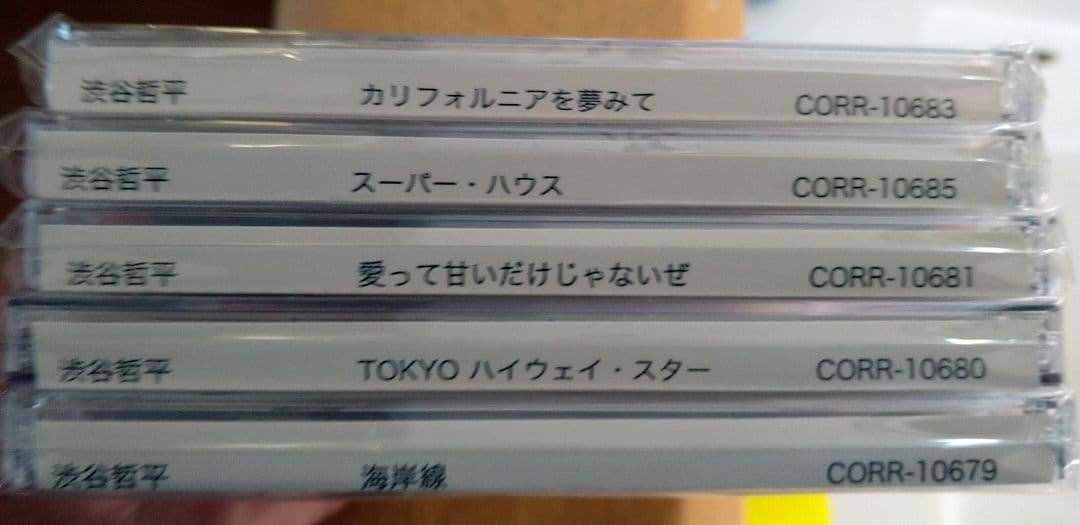 渋谷哲平 カリフォルニアを夢みて CORR-10683
渋谷哲平 スーパー・ハウス CORR-10685
渋谷哲平 愛って甘いだけじゃないぜ CORR-10681
渋谷哲平 TOKYO ハイウェイ・スター CORR-10680
渋谷哲平 海岸線 CORR-10679